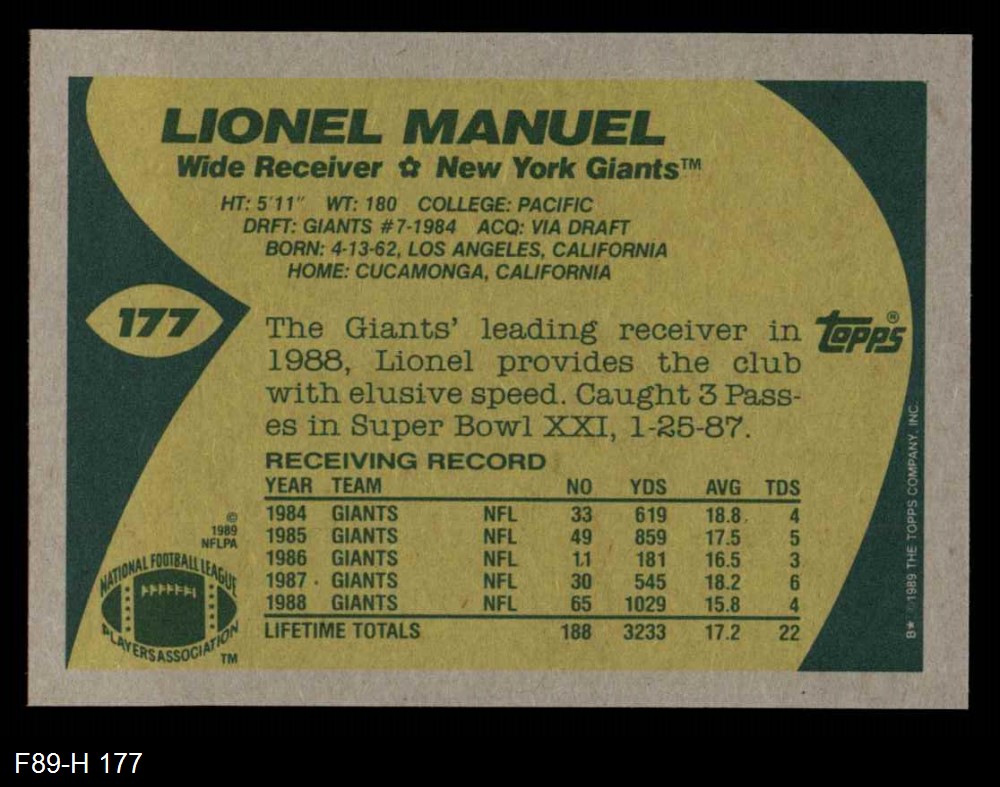 LIONEL MANUEL
Wide Receiver ✿ New York Giants™
HT: 5'11" WT: 180 COLLEGE: PACIFIC
DRFT: GIANTS #7-1984 ACQ: VIA DRAFT
BORN: 4-13-62, LOS ANGELES, CALIFORNIA
HOME: CUCAMONGA, CALIFORNIA
177
The Giants' leading receiver in
1988, Lionel provides the club
with elusive speed. Caught 3 Pass-
es in Super Bowl XXI, 1-25-87.
TOPPS®
RECEIVING RECORD
YEAR TEAM NO YDS AVG TDS
1984 GIANTS NFL 33 619 18.8 4
1985 GIANTS NFL 49 859 17.5 5
1986 GIANTS NFL 11 181 16.5 3
1987 GIANTS NFL 30 545 18.2 6
1988 GIANTS NFL 65 1029 15.8 4
LIFETIME TOTALS 188 3233 17.2 22
©
1989
NFLPA
NATIONAL FOOTBALL LEAGUE
PLAYERS ASSOCIATION
TM
B* ©1989 THE TOPPS COMPANY, INC.
F89-H 177